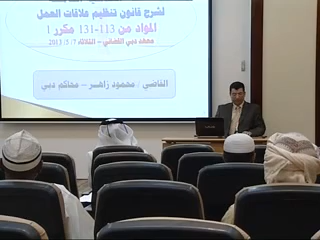 لشرح قانون تنظيم علاقات العمل
المواد من 113-131 مكرر 1
معهد دبي القضائي – الثلاثاء 7/ 5/ 2013
القاضي / محمود زاهـر – محاكم دبي